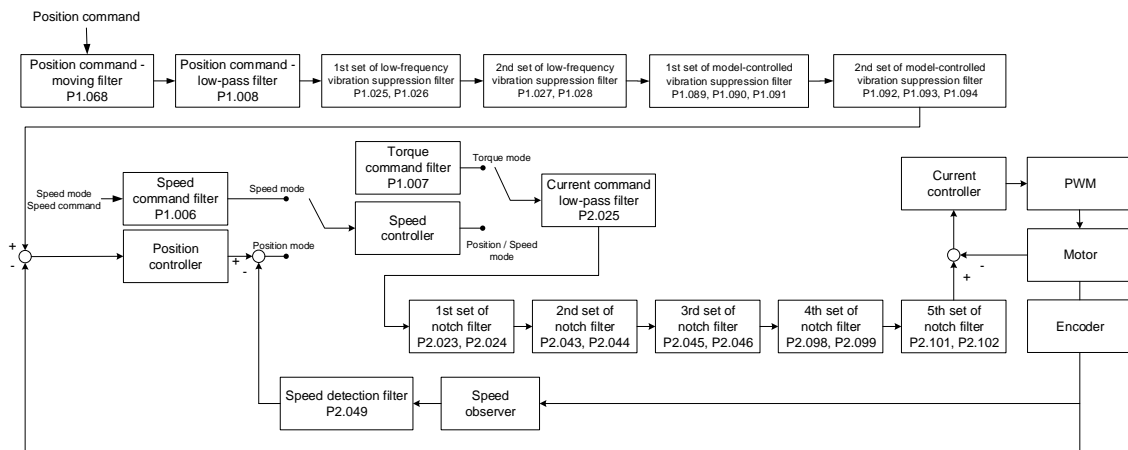 Position command
Position command -
moving filter
P1.068
Position command -
low-pass filter
P1.008
1st set of low-frequency
vibration suppression filter
P1.025, P1.026
2nd set of low-frequency
vibration suppression filter
P1.027, P1.028
1st set of model-controlled
vibration suppression filter
P1.089, P1.090, P1.091
2nd set of model-controlled
vibration suppression filter
P1.092, P1.093, P1.094
Torque
command filter
P1.007
Torque mode
Current
controller
PWM
Speed mode
Speed command
Speed
command filter
P1.006
Speed mode
Current command
low-pass filter
P2.025
Speed
controller
Position / Speed
mode
+
-
Position
controller
+
-
Position mode
-
+
Motor
1st set of
notch filter
P2.023, P2.024
2nd set of
notch filter
P2.043, P2.044
3rd set of
notch filter
P2.045, P2.046
4th set of
notch filter
P2.098, P2.099
5th set of
notch filter
P2.101, P2.102
Encoder
Speed detection filter
P2.049
Speed
observer